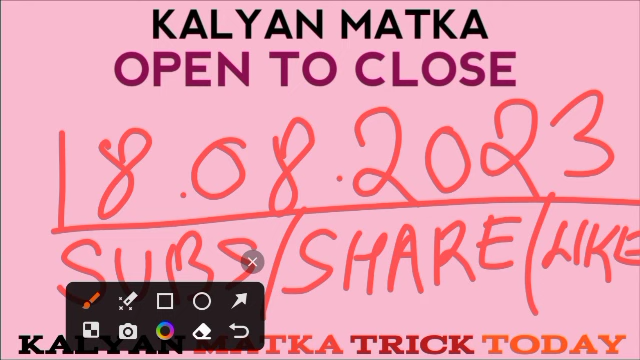 KALYAN MATKA
OPEN TO CLOSE
18.08.2023
SUBS/SHARE/LIKE
KALYAN MATKA TRICK TODAY